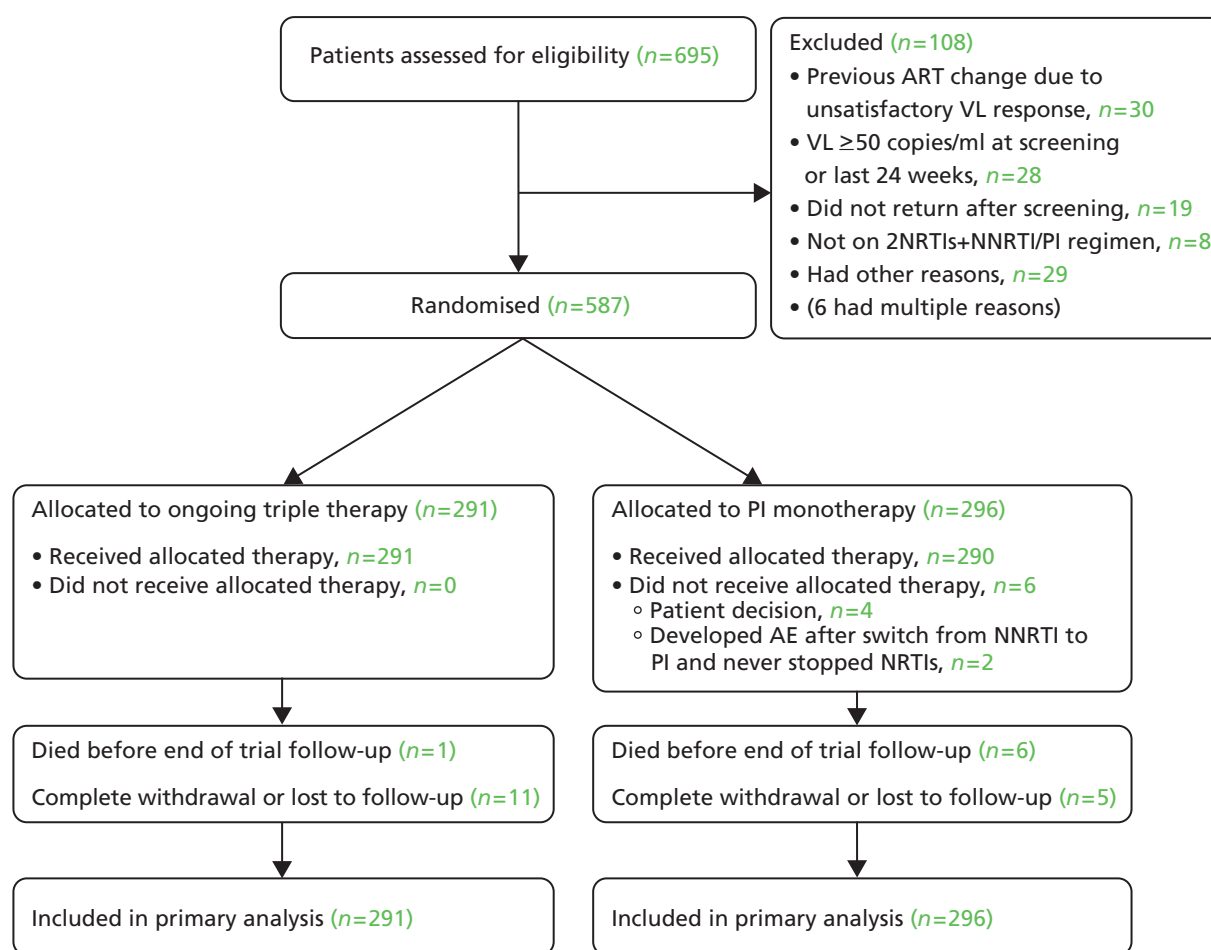 Patients assessed for eligibility (n=695)
Excluded (n=108)
• Previous ART change due to
unsatisfactory VL response, n=30
• VL ≥50 copies/ml at screening
or last 24 weeks, n=28
• Did not return after screening, n=19
• Not on 2NRTIs+NNRTI/PI regimen, n=8
• Had other reasons, n=29
• (6 had multiple reasons)
Randomised (n=587)
Allocated to ongoing triple therapy (n=291)
• Received allocated therapy, n=291
• Did not receive allocated therapy, n=0
Allocated to PI monotherapy (n=296)
• Received allocated therapy, n=290
• Did not receive allocated therapy, n=6
◦ Patient decision, n=4
◦ Developed AE after switch from NNRTI to
PI and never stopped NRTIs, n=2
Died before end of trial follow-up (n=1)
Complete withdrawal or lost to follow-up (n=11)
Died before end of trial follow-up (n=6)
Complete withdrawal or lost to follow-up (n=5)
Included in primary analysis (n=291)
Included in primary analysis (n=296)